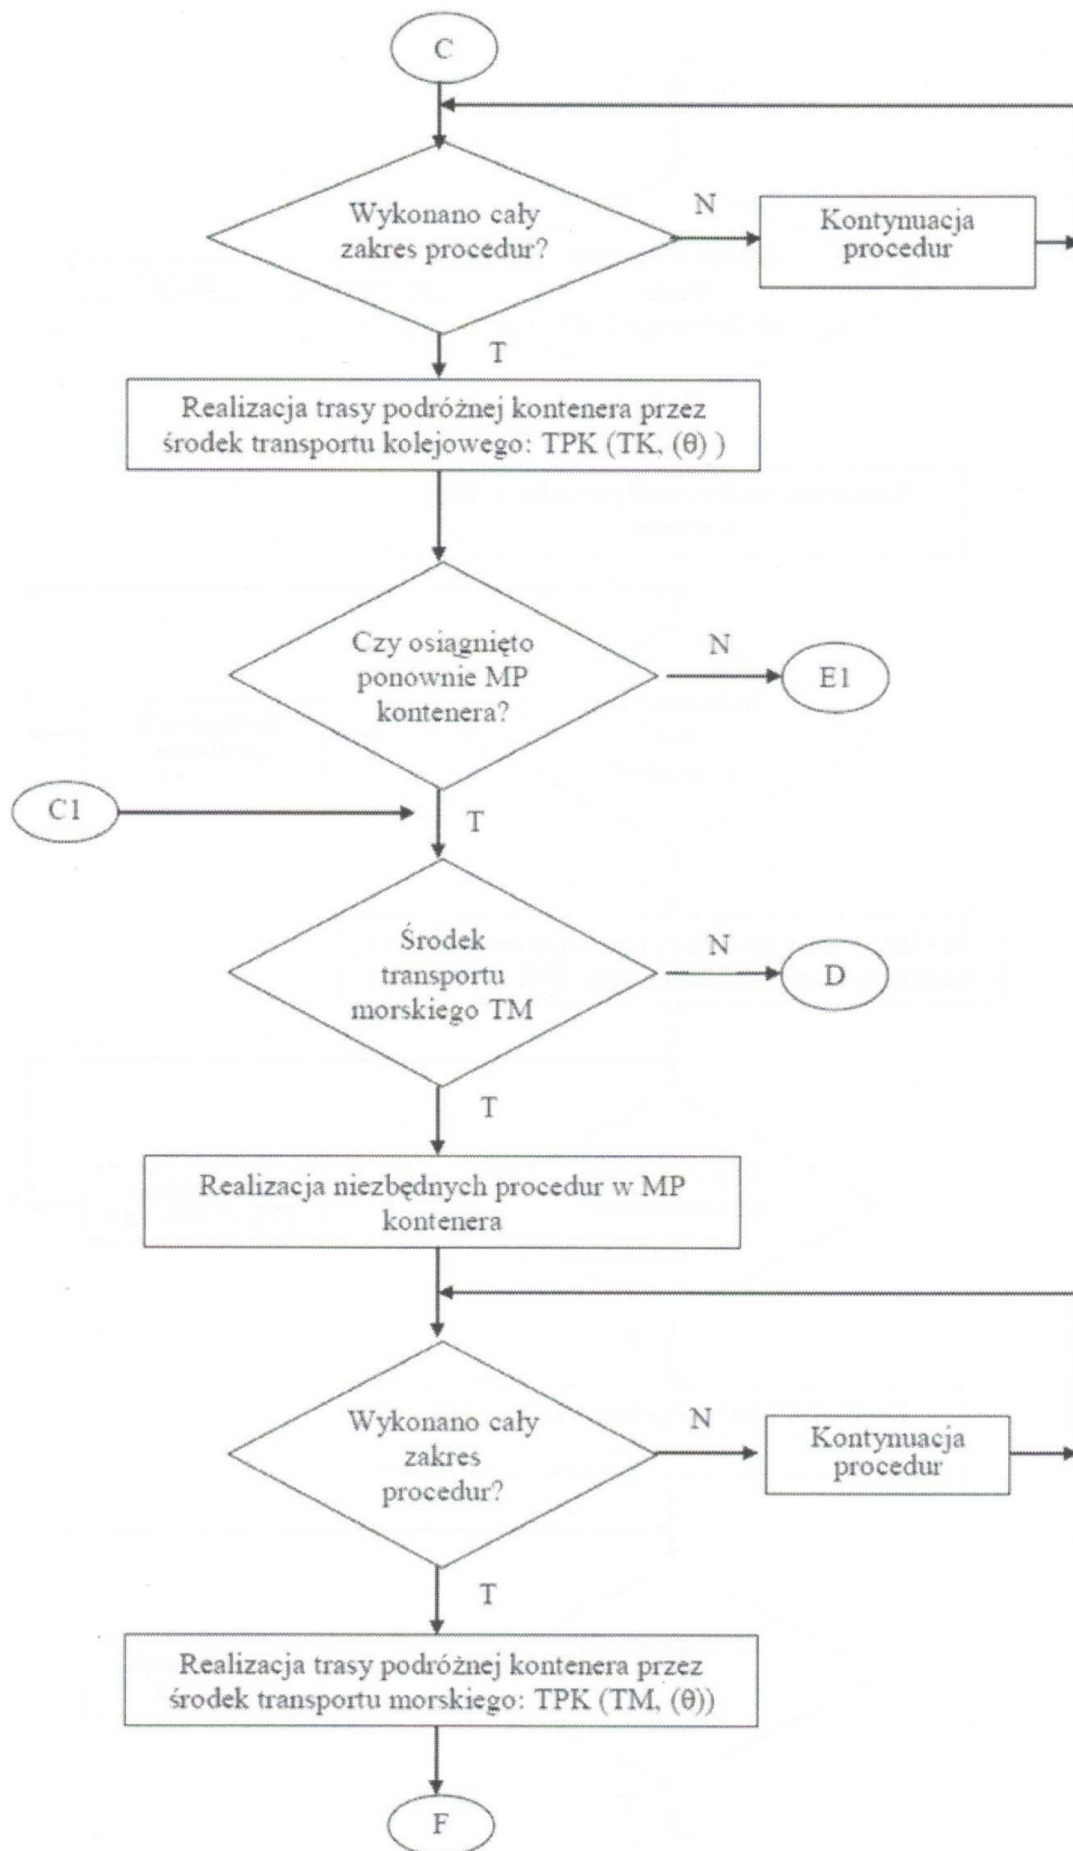 C
Wykonano cały
zakres procedur?
N
Kontynuacja
procedur
T
Realizacja trasy podróżnej kontenera przez
środek transportu kolejowego: TPK (TK, (θ) )
Czy osiągnięto
ponownie MP
kontenera?
N
E1
C1
T
Środek
transportu
morskiego TM
N
D
T
Realizacja niezbędnych procedur w MP
kontenera
Wykonano cały
zakres
procedur?
N
Kontynuacja
procedur
T
Realizacja trasy podróżnej kontenera przez
środek transportu morskiego: TPK (TM, (θ))
F